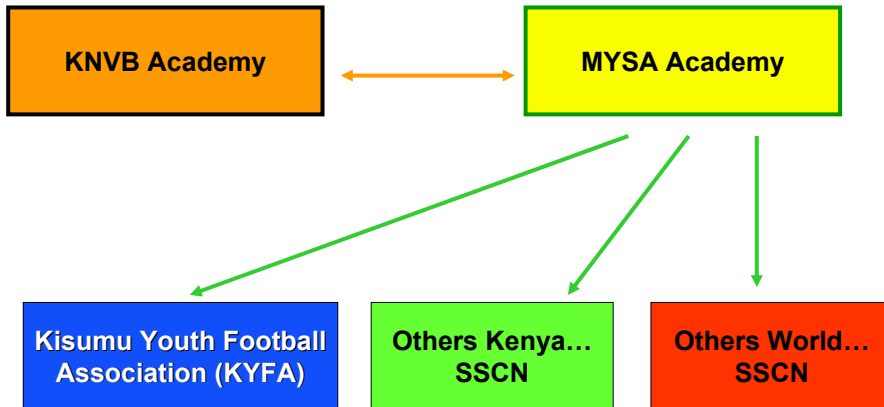 KNVB Academy
MYSA Academy
Kisumu Youth Football
Association (KYFA)
Others Kenya…
SSCN
Others World…
SSCN